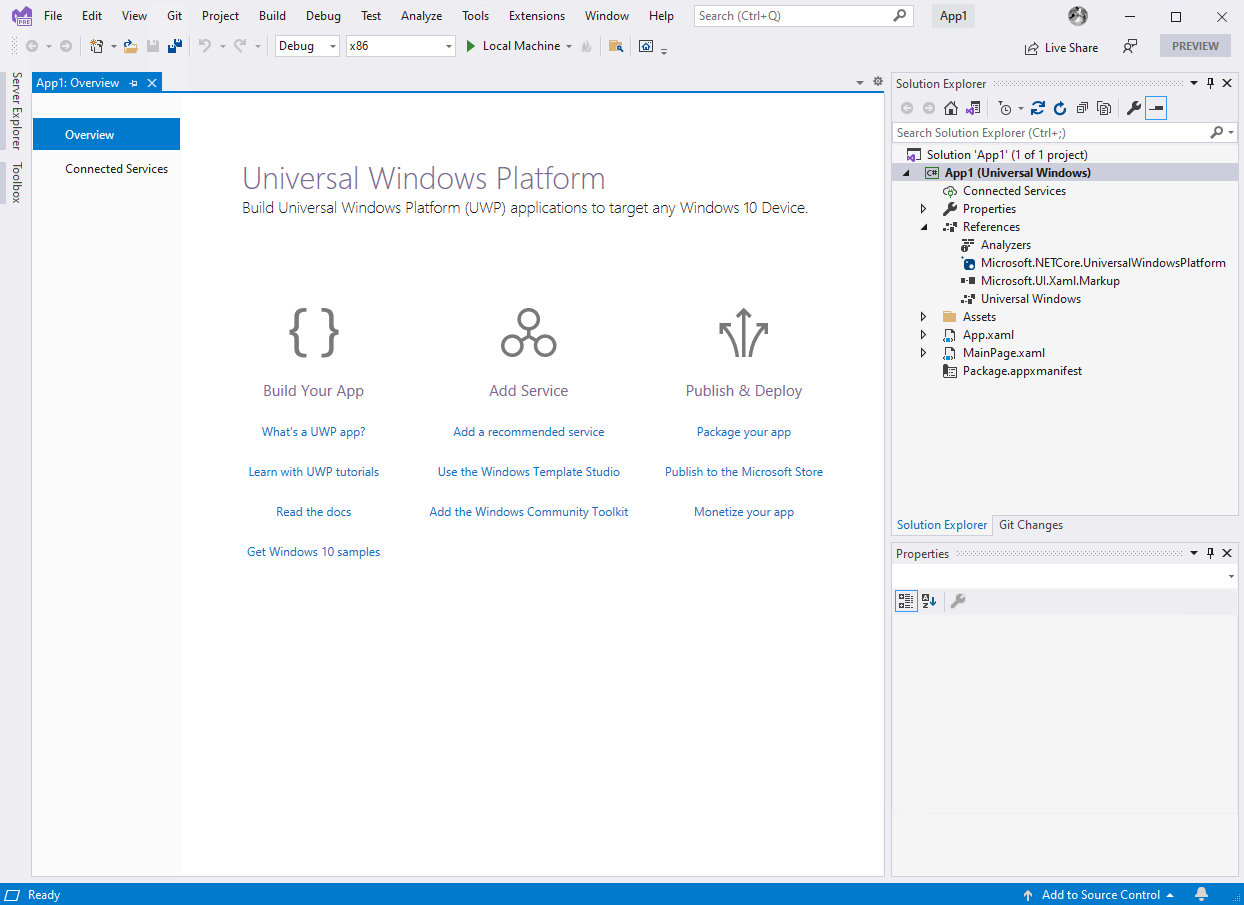 File Edit View Git Project Build Debug Test Analyze Tools Extensions Window Help Search (Ctrl+Q) App1
PRE
Debug x86 Local Machine Live Share PREVIEW
Server Explorer
Toolbox
App1: Overview
Overview
Connected Services
Universal Windows Platform
Build Universal Windows Platform (UWP) applications to target any Windows 10 Device.
{ }
Build Your App
What's a UWP app?
Learn with UWP tutorials
Read the docs
Get Windows 10 samples
Add Service
Add a recommended service
Use the Windows Template Studio
Add the Windows Community Toolkit
Publish & Deploy
Package your app
Publish to the Microsoft Store
Monetize your app
Solution Explorer
Search Solution Explorer (Ctrl+;)
Solution 'App1' (1 of 1 project)
C# App1 (Universal Windows)
Connected Services
Properties
References
Analyzers
Microsoft.NETCore.UniversalWindowsPlatform
Microsoft.UI.Xaml.Markup
Universal Windows
Assets
App.xaml
MainPage.xaml
Package.appxmanifest
Solution Explorer Git Changes
Properties
A
Z
Ready Add to Source Control